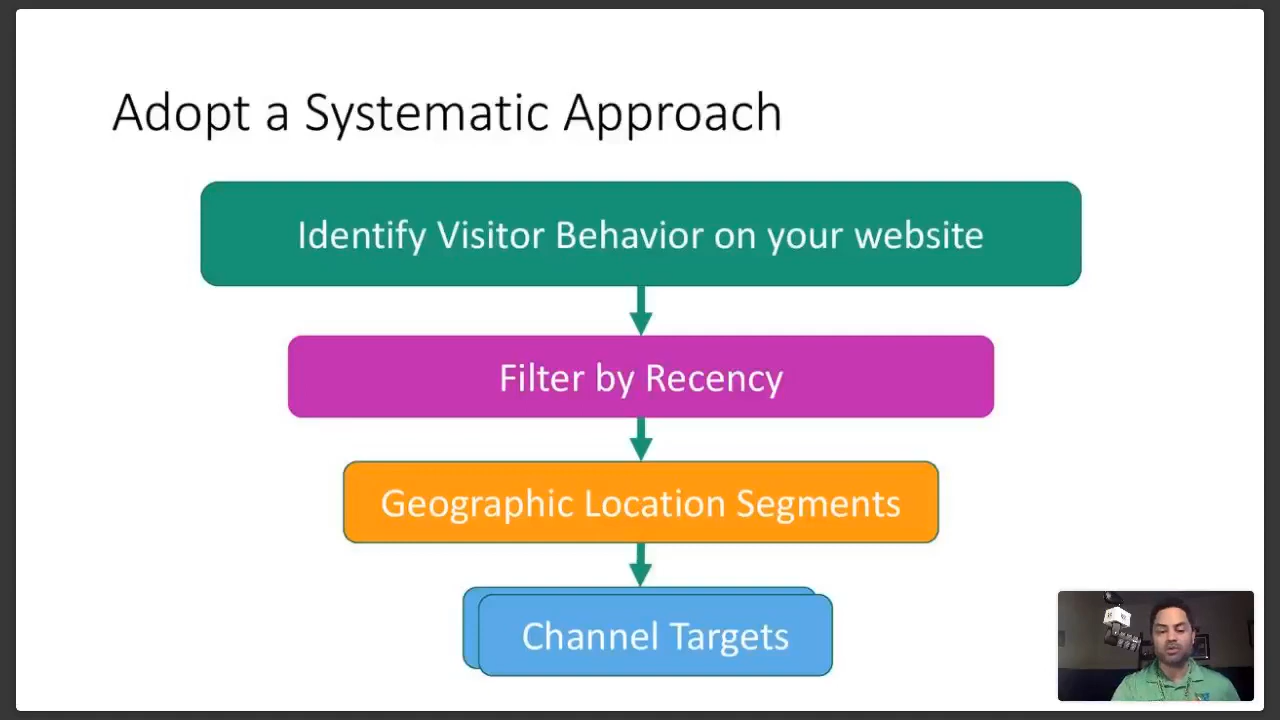 Adopt a Systematic Approach
Identify Visitor Behavior on your website
Filter by Recency
Geographic Location Segments
Channel Targets